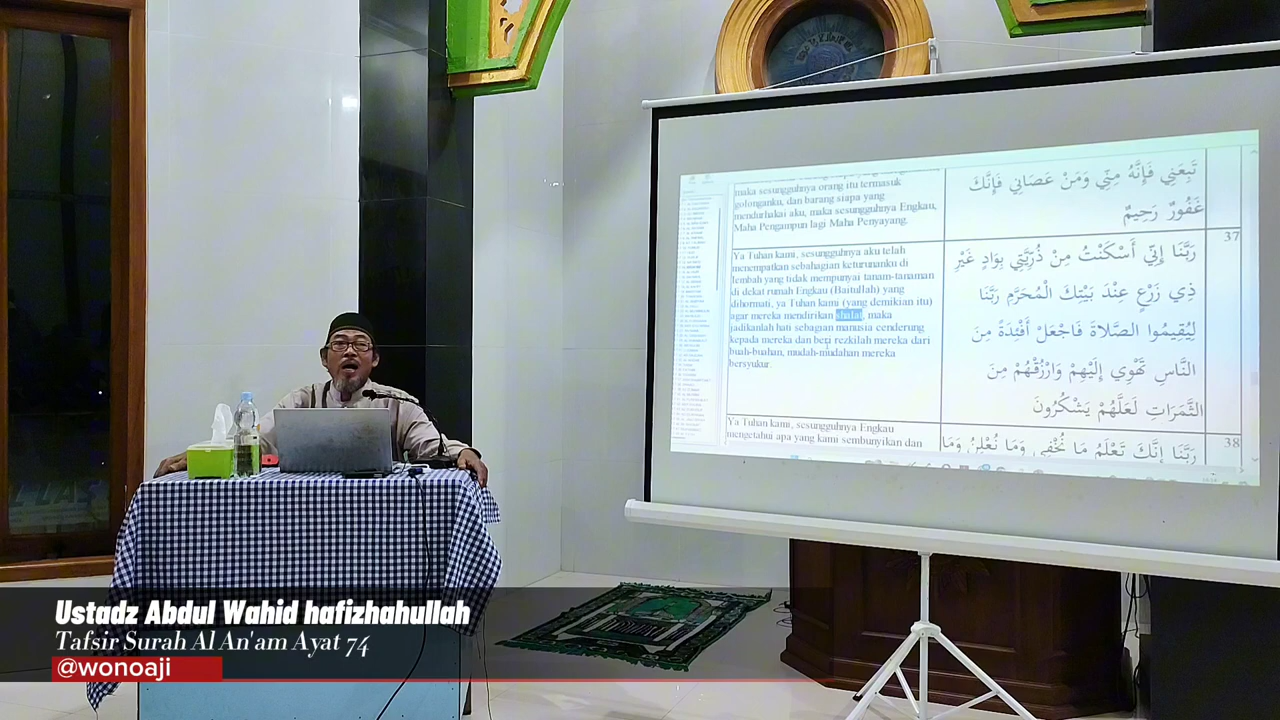 maka sesungguhnya orang itu termasuk
golonganku, dan barang siapa yang
mendurhakai aku, maka sesungguhnya Engkau,
Maha Pengampun lagi Maha Penyayang.
تَبِعَنِي فَإِنَّهُ مِنِّي وَمَنْ عَصَانِي فَإِنَّكَ
غَفُورٌ رَحِيمٌ
37
Ya Tuhan kami, sesungguhnya aku telah
menempatkan sebahagian keturunanku di
lembah yang tidak mempunyai tanam-tanaman
di dekat rumah Engkau (Baitullah) yang
dihormati, ya Tuhan kami (yang demikian itu)
agar mereka mendirikan shalat, maka
jadikanlah hati sebagian manusia cenderung
kepada mereka dan beri rezkilah mereka dari
buah-buahan, mudah-mudahan mereka
bersyukur.
رَبَّنَا إِنِّي أَسْكَنْتُ مِنْ ذُرِّيَّتِي بِوَادٍ غَيْرِ
ذِي زَرْعٍ عِنْدَ بَيْتِكَ الْمُحَرَّمِ رَبَّنَا
لِيُقِيمُوا الصَّلاةَ فَاجْعَلْ أَفْئِدَةً مِنَ
النَّاسِ تَهْوِي إِلَيْهِمْ وَارْزُقْهُمْ مِنَ
الثَّمَرَاتِ لَعَلَّهُمْ يَشْكُرُونَ
38
Ya Tuhan kami, sesungguhnya Engkau
mengetahui apa yang kami sembunyikan dan
رَبَّنَا إِنَّكَ تَعْلَمُ مَا نُخْفِي وَمَا نُعْلِنُ وَمَا
Ustadz Abdul Wahid hafizhahullah
Tafsir Surah Al An'am Ayat 74
@wonoaji